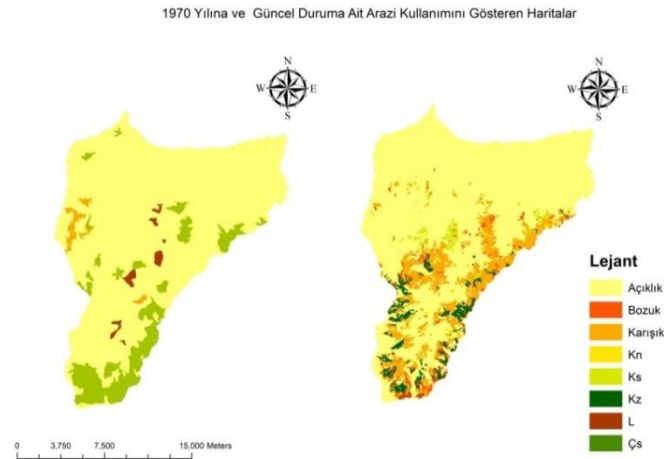 1970 Yılına ve Güncel Duruma Ait Arazi Kullanımını Gösteren Haritalar
N
W E
S
N
W E
S
Lejant
Açıklık
Bozuk
Karışık
Kn
Ks
Kz
L
Çs
0 3,750 7,500 15,000 Meters